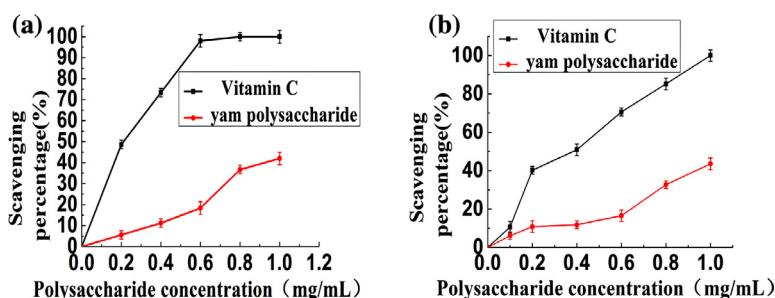 (a)
Scavenging
percentage(%)
100
90
80
70
60
50
40
30
20
10
0
Vitamin C
yam polysaccharide
0.0 0.2 0.4 0.6 0.8 1.0 1.2
Polysaccharide concentration（mg/mL）
(b)
Scavenging
percentage(%)
100
80
60
40
20
0
Vitamin C
yam polysaccharide
0.0 0.2 0.4 0.6 0.8 1.0
Polysaccharide concentration（mg/mL）